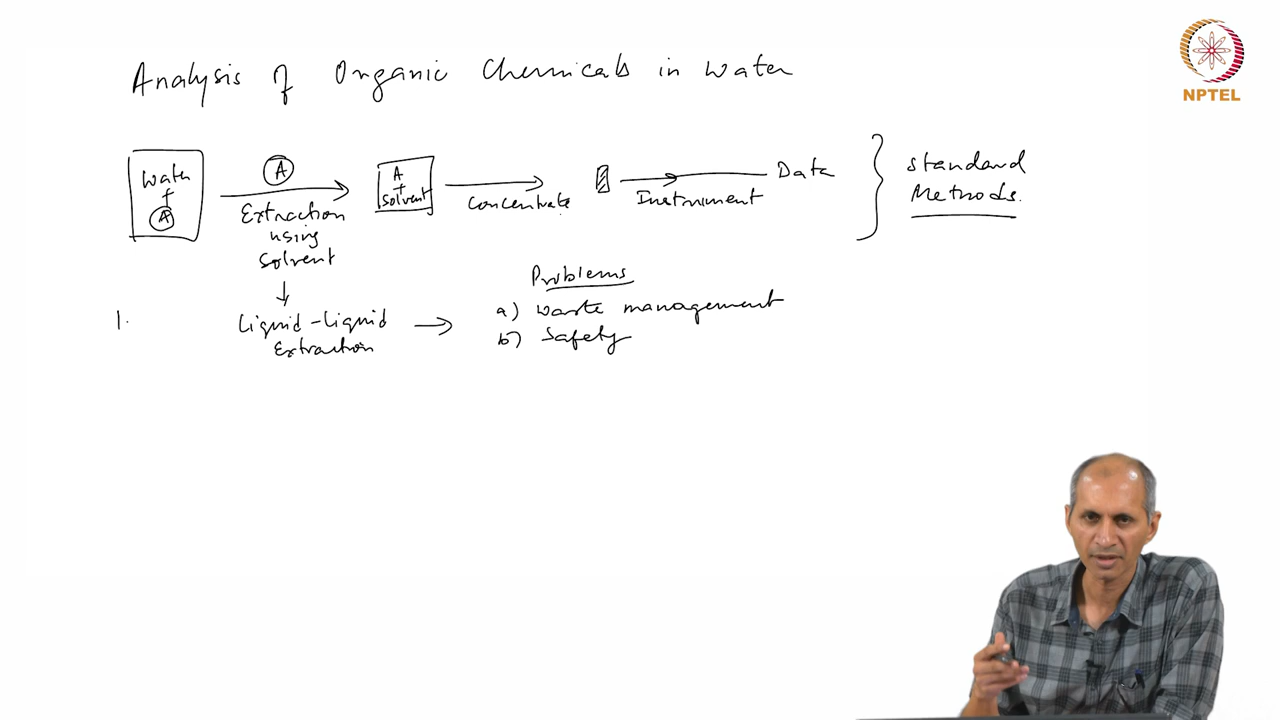 Analysis of Organic Chemicals in Water
NPTEL
Water
+
A
A
Extraction
using
Solvent
A
+
Solvent
Concentrate
Instrument
Data
Standard
Methods.
1.
Liquid-Liquid
Extraction
Problems
a) Waste management
b) Safety